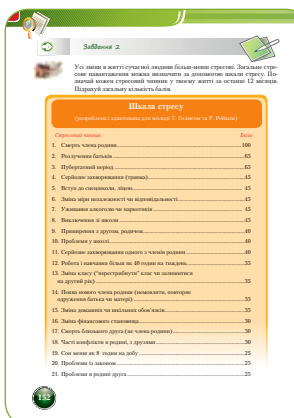 Завдання 2
Усі зміни в житті сучасної людини більш-менш стресові. Загальне стре-
сове навантаження можна визначити за допомогою шкали стресу. По-
значай кожен стресовий чинник у твоєму житті за останні 12 місяців.
Підрахуй загальну кількість балів.
Шкала стресу
(розроблена і адаптована для молоді Т.Голмсом та Р. Рейхом)
Стресовий чинник Бали
1. Смерть члена родини 100
2. Розлучення батьків 65
3. Пубертатний період 65
4. Серйозне захворювання (травма) 45
5. Вступ до спецшколи, ліцею 45
6. Зміна міри незалежності чи відповідальності 45
7. Уживання алкоголю чи наркотиків 45
8. Виключення зі школи 45
9. Примирення з другом, родичем 40
10. Проблеми у школі 40
11. Серйозне захворювання одного з членів родини 40
12. Робота і навчання більш як 40 годин на тиждень 35
13. Зміна класу ("перестрибнути" клас чи залишитися
на другий рік) 35
14. Поява нового члена родини (немовляти, повторне
одруження батька чи матері) 35
15. Зміна домашніх чи шкільних обов'язків 35
16. Зміна фінансового становища 30
17. Смерть близького друга (не члена родини) 30
18. Часті конфлікти в родині, з друзями 30
19. Сон менш як 8 годин на добу 25
20. Проблеми із законом 25
21. Проблеми в родині друга 25
152